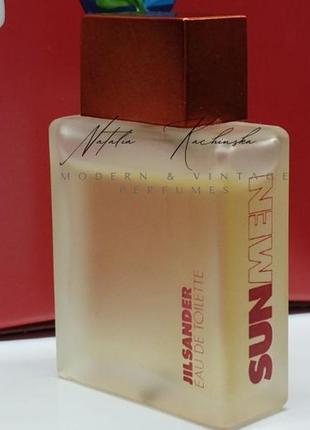 Natalia Kachinska
MODERN & VINTAGE
PERFUMES
JIL SANDER
EAU DE TOILETTE
SUN MEN